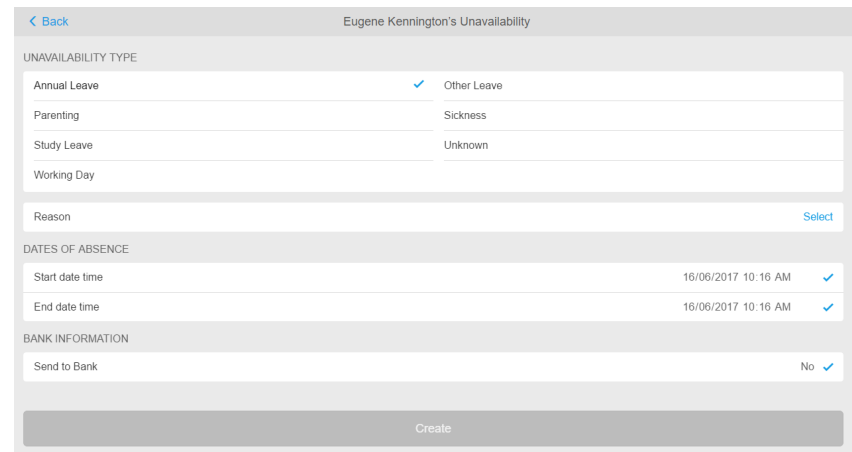 Back Eugene Kennington's Unavailability
UNAVAILABILITY TYPE
Annual Leave Other Leave
Parenting Sickness
Study Leave Unknown
Working Day
Reason Select
DATES OF ABSENCE
Start date time 16/06/2017 10:16 AM
End date time 16/06/2017 10:16 AM
BANK INFORMATION
Send to Bank No
Create